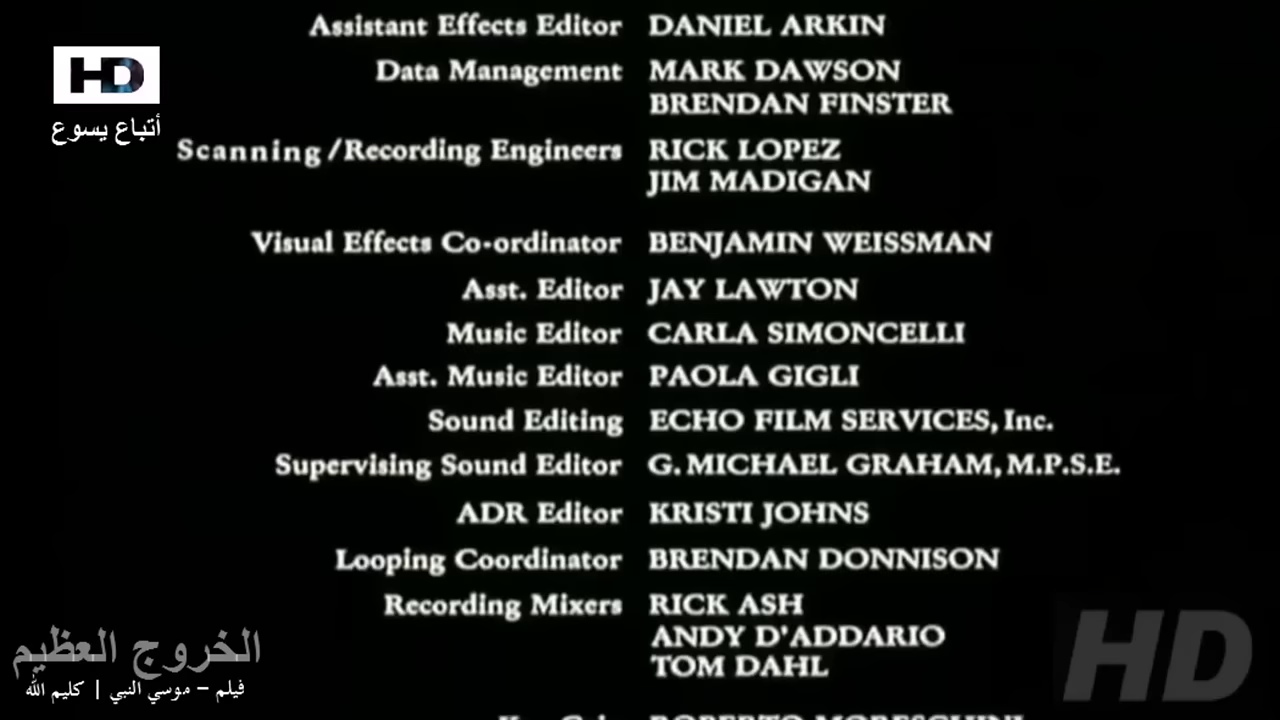 Assistant Effects Editor DANIEL ARKIN
HD
Data Management MARK DAWSON
BRENDAN FINSTER
أتباع يسوع
Scanning/Recording Engineers RICK LOPEZ
JIM MADIGAN
Visual Effects Co-ordinator BENJAMIN WEISSMAN
Asst. Editor JAY LAWTON
Music Editor CARLA SIMONCELLI
Asst. Music Editor PAOLA GIGLI
Sound Editing ECHO FILM SERVICES, Inc.
Supervising Sound Editor G. MICHAEL GRAHAM, M.P.S.E.
ADR Editor KRISTI JOHNS
Looping Coordinator BRENDAN DONNISON
Recording Mixers RICK ASH
ANDY D'ADDARIO
TOM DAHL
الخروج العظيم
فيلم – موسي النبي | كليم الله
HD